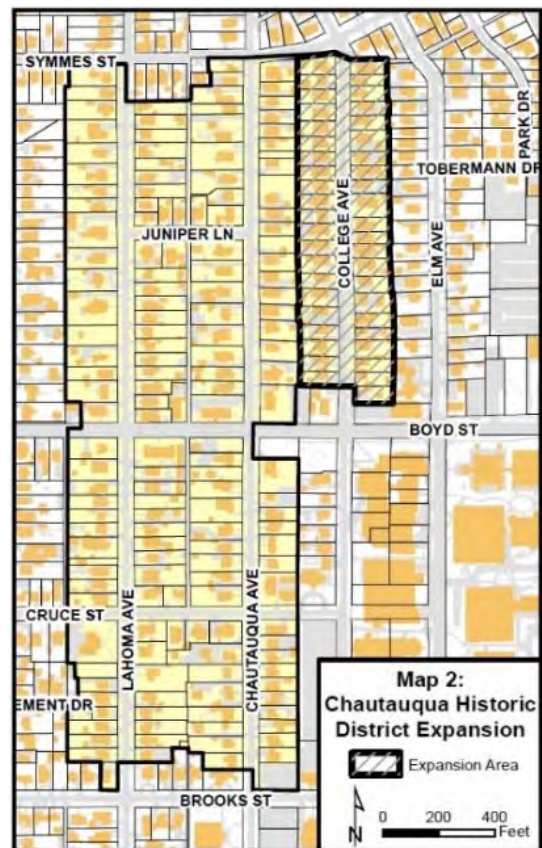 SYMMES ST
PARK DR
TOBERMANN DR
JUNIPER LN
COLLEGE AVE
ELM AVE
BOYD ST
LAHOMA AVE
CHAUTAUQUA AVE
CRUCE ST
EMENT DR
BROOKS ST
Map 2:
Chautauqua Historic
District Expansion
Expansion Area
N
0 200 400
Feet